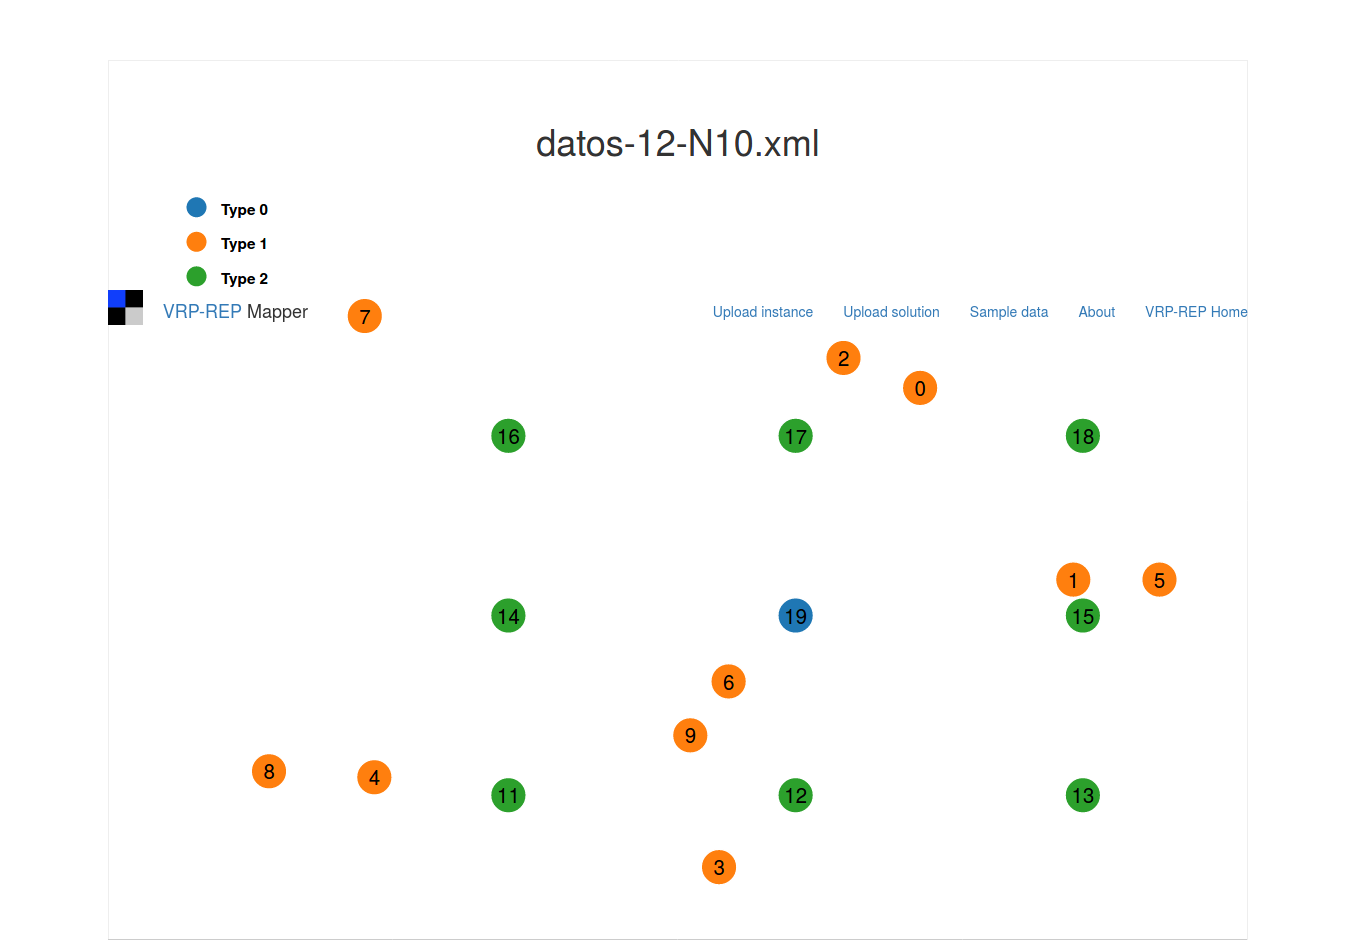 datos-12-N10.xml
Type 0
Type 1
Type 2
VRP-REP Mapper
7
Upload instance Upload solution Sample data About VRP-REP Home
2
0
16 17 18
1 5
14 19 15
6
9
8 4
11 12 13
3